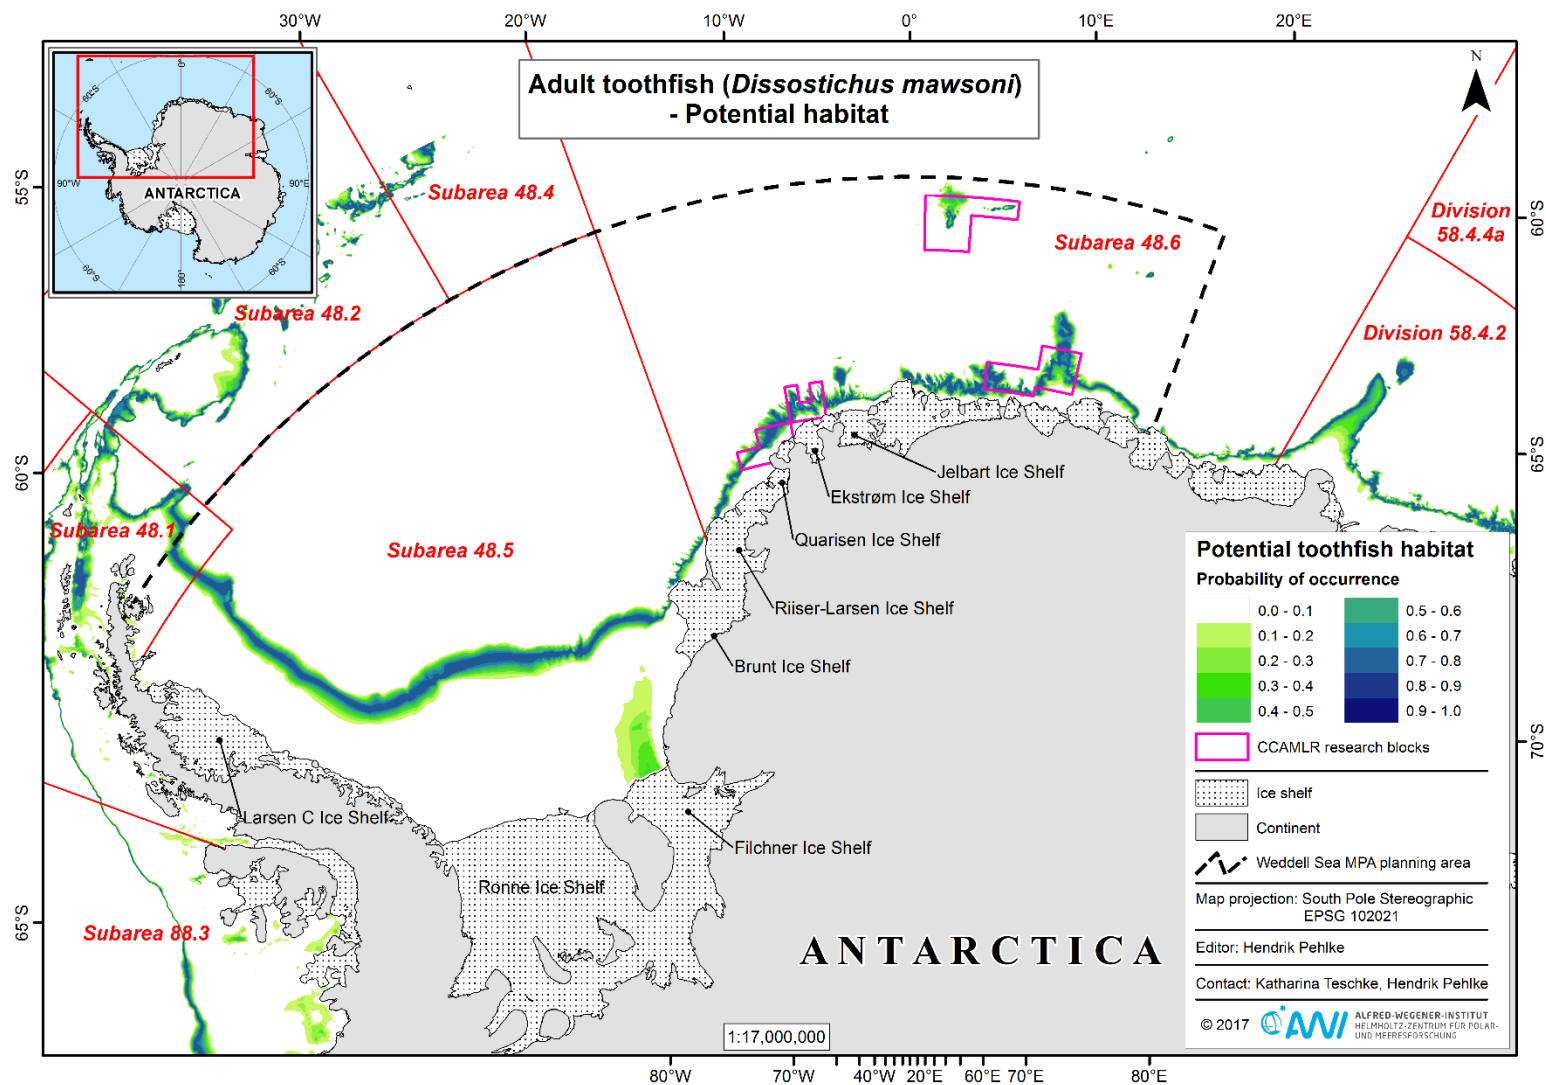 30°W
20°W
10°W
0°
10°E
20°E
Adult toothfish (Dissostichus mawsoni)
- Potential habitat
N
0°
60°S
60°S
90°W
90°E
ANTARCTICA
60°S
60°S
180°
55°S
60°S
65°S
60°S
65°S
70°S
Subarea 48.4
Subarea 48.2
Subarea 48.6
Division
58.4.4a
Division 58.4.2
Subarea 48.1
Subarea 48.5
Subarea 88.3
Jelbart Ice Shelf
Ekstrøm Ice Shelf
Quarisen Ice Shelf
Riiser-Larsen Ice Shelf
Brunt Ice Shelf
Larsen C Ice Shelf
Filchner Ice Shelf
Ronne Ice Shelf
ANTARCTICA
1:17,000,000
Potential toothfish habitat
Probability of occurrence
0.0 - 0.1
0.1 - 0.2
0.2 - 0.3
0.3 - 0.4
0.4 - 0.5
0.5 - 0.6
0.6 - 0.7
0.7 - 0.8
0.8 - 0.9
0.9 - 1.0
CCAMLR research blocks
Ice shelf
Continent
Weddell Sea MPA planning area
Map projection: South Pole Stereographic
EPSG 102021
Editor: Hendrik Pehlke
Contact: Katharina Teschke, Hendrik Pehlke
© 2017
AWI
ALFRED-WEGENER-INSTITUT
HELMHOLTZ-ZENTRUM FÜR POLAR-
UND MEERESFORSCHUNG
80°W
70°W
40°W
20°E
60°E
70°E
80°E